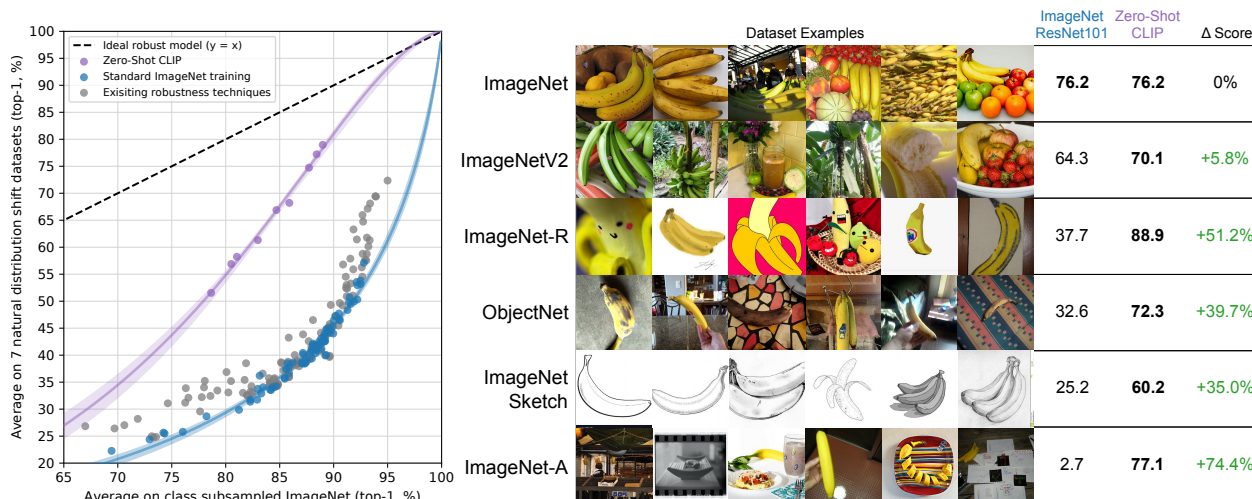 Average on 7 natural distribution shift datasets (top-1, %)
100
95
90
85
80
75
70
65
60
55
50
45
40
35
30
25
20
Ideal robust model (y = x)
Zero-Shot CLIP
Standard ImageNet training
Exisiting robustness techniques
65 70 75 80 85 90 95 100
Average on class subsampled ImageNet (top-1, %)
Dataset Examples
ImageNet
ResNet101
Zero-Shot
CLIP
Δ Score
ImageNet 76.2 76.2 0%
ImageNetV2 64.3 70.1 +5.8%
ImageNet-R 37.7 88.9 +51.2%
ObjectNet 32.6 72.3 +39.7%
ImageNet
Sketch 25.2 60.2 +35.0%
ImageNet-A 2.7 77.1 +74.4%